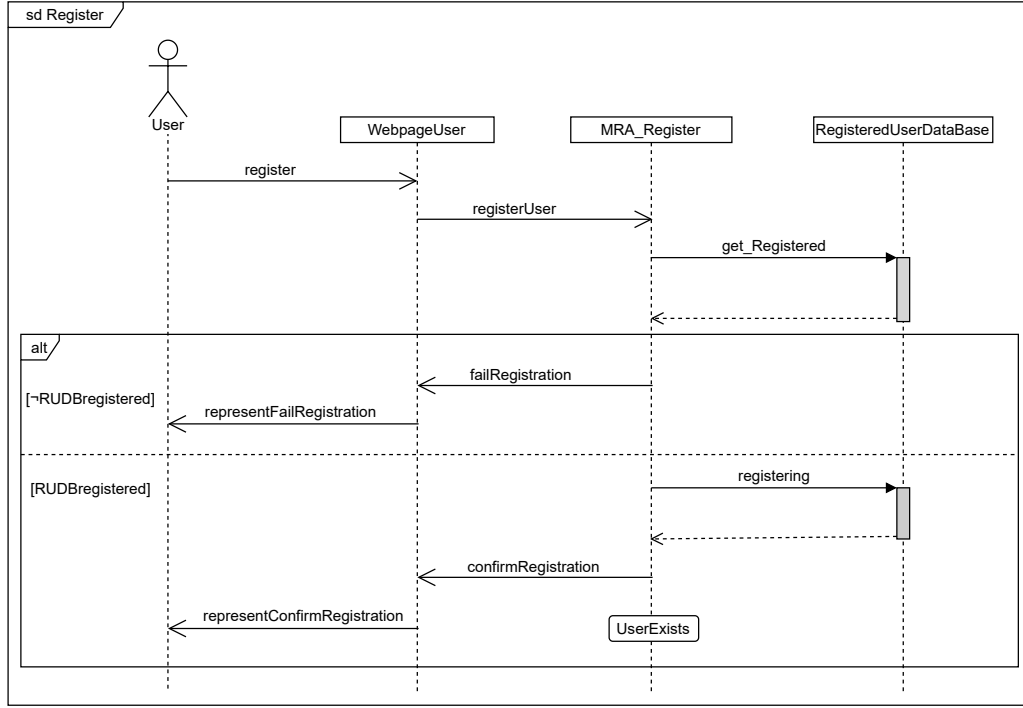 sd Register
User
WebpageUser
MRA_Register
RegisteredUserDataBase
register
registerUser
get_Registered
alt
failRegistration
[¬RUDBregistered]
representFailRegistration
registering
[RUDBregistered]
confirmRegistration
representConfirmRegistration
UserExists